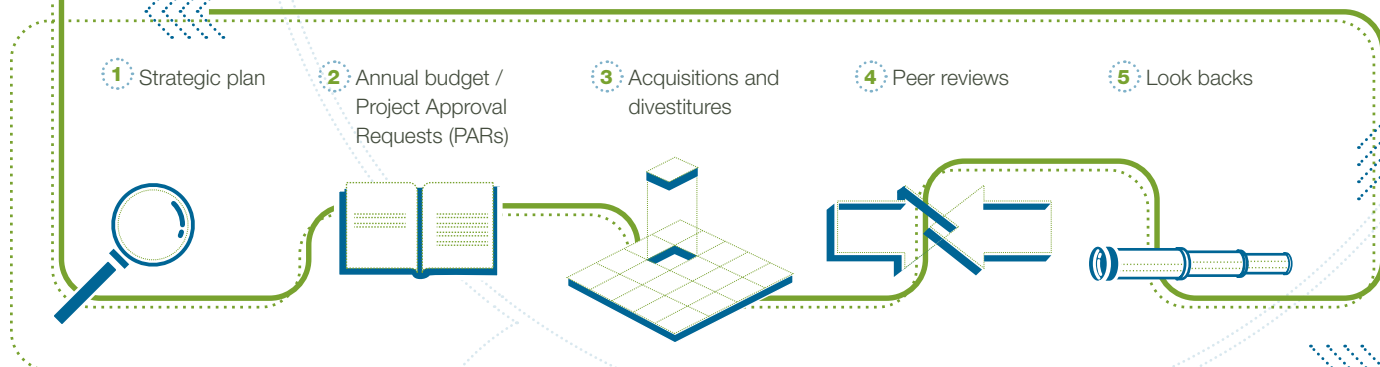 1 Strategic plan
2 Annual budget /
Project Approval
Requests (PARs)
3 Acquisitions and
divestitures
4 Peer reviews
5 Look backs